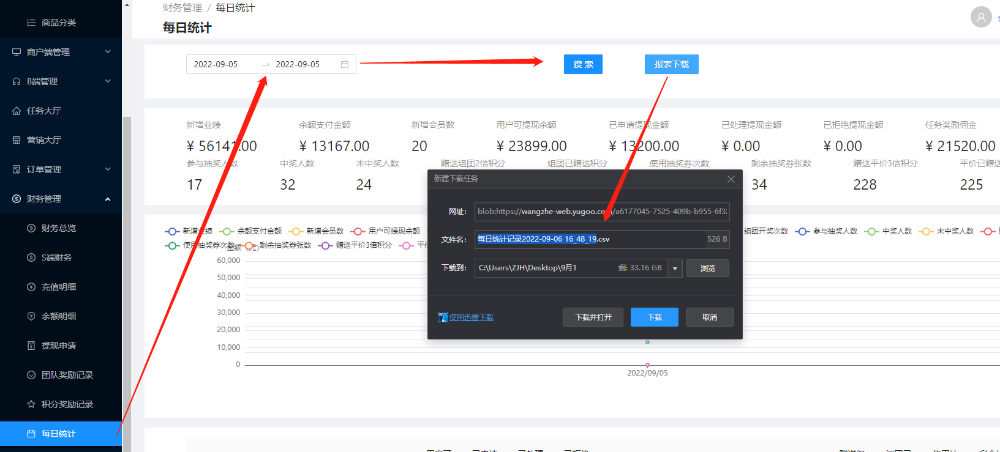 财务管理 / 每日统计
每日统计
商品分类
商户端管理
B端管理
任务大厅
营销大厅
订单管理
财务管理
财务总览
S端财务
充值明细
余额明细
提现申请
团队奖励记录
积分奖励记录
每日统计
2022-09-05 → 2022-09-05
搜 索
报表下载
新增业绩 余额支付金额 新增会员数 用户可提现余额 已申请提现金额 已处理提现金额 已拒绝提现金额 任务奖励佣金
¥ 56141.00 ¥ 13167.00 20 ¥ 23899.00 ¥ 13200.00 ¥ 0.00 ¥ 0.00 ¥ 21520.00
参与抽奖人数 中奖人数 未中奖人数 赠送组团2倍积分 组团已赠送积分 使用抽奖券次数 剩余抽奖券张数 赠送平价3倍积分 平价已赠送
17 32 24 34 228 225
新建下载任务
网址: blob:https://wangzhe-web.yugoo.com/a6177045-7525-409b-b955-6f32
文件名: 每日统计记录2022-09-06 16_48_19.csv 526 B
下载到: C:\Users\ZJH\Desktop\9月1 剩: 33.16 GB 浏览
使用迅雷下载 下载并打开 下载 取消
新增业绩 余额支付金额 新增会员数 用户可提现余额 组团开奖次数 参与抽奖人数 中奖人数 未中奖人数
使用抽奖券次数 剩余抽奖券张数 赠送平价3倍积分
金额（元）
60,000
50,000
40,000
30,000
20,000
10,000
0
2022/09/05